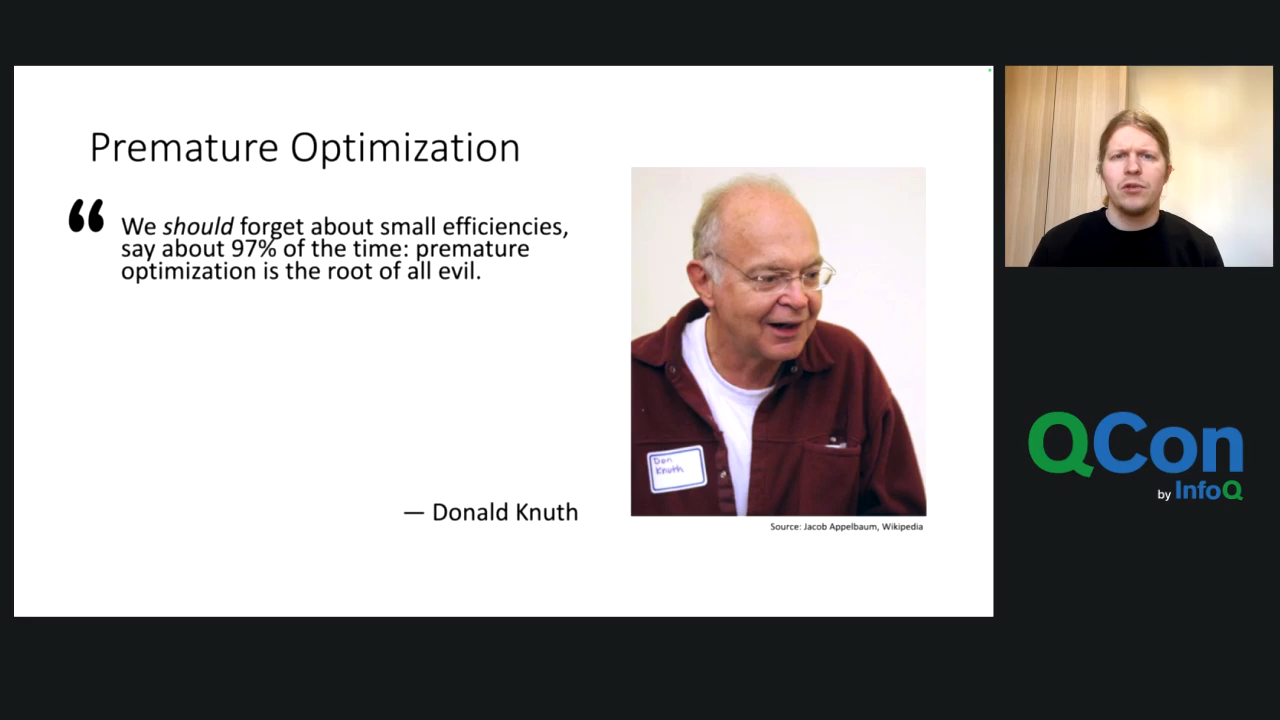 Premature Optimization
“ We should forget about small efficiencies,
say about 97% of the time: premature
optimization is the root of all evil.
— Donald Knuth
Don
Knuth
Source: Jacob Appelbaum, Wikipedia
QCon
by InfoQ